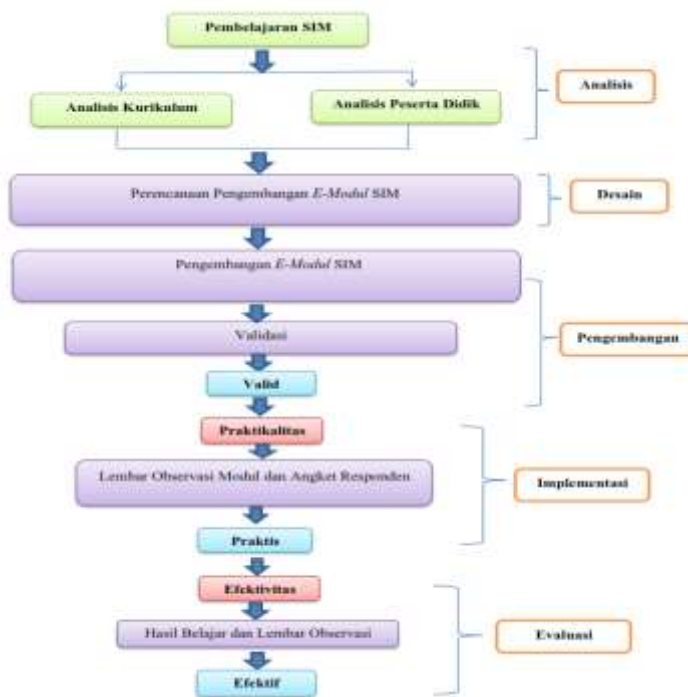 Pembelajaran SIM
Analisis
Analisis Kurikulum
Analisis Peserta Didik
Perencanaan Pengembangan E-Modul SIM
Desain
Pengembangan E-Modul SIM
Validasi
Pengembangan
Valid
Praktikalitas
Lembar Observasi Modul dan Angket Responden
Implementasi
Praktis
Efektivitas
Hasil Belajar dan Lembar Observasi
Evaluasi
Efektif